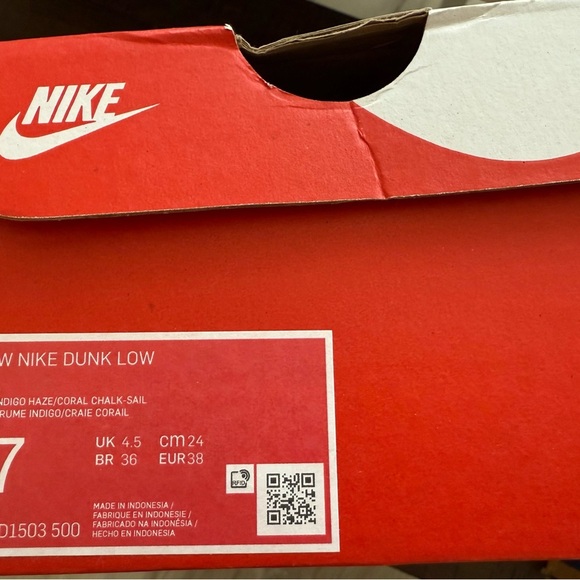 NIKE
W NIKE DUNK LOW
NDIGO HAZE/CORAL CHALK-SAIL
RUME INDIGO/CRAIE CORAIL
7
UK 4.5 cm 24
BR 36 EUR 38
RFID
MADE IN INDONESIA /
FABRIQUE EN INDONESIE /
FABRICADO NA INDONÉSIA /
HECHO EN INDONESIA
D1503 500